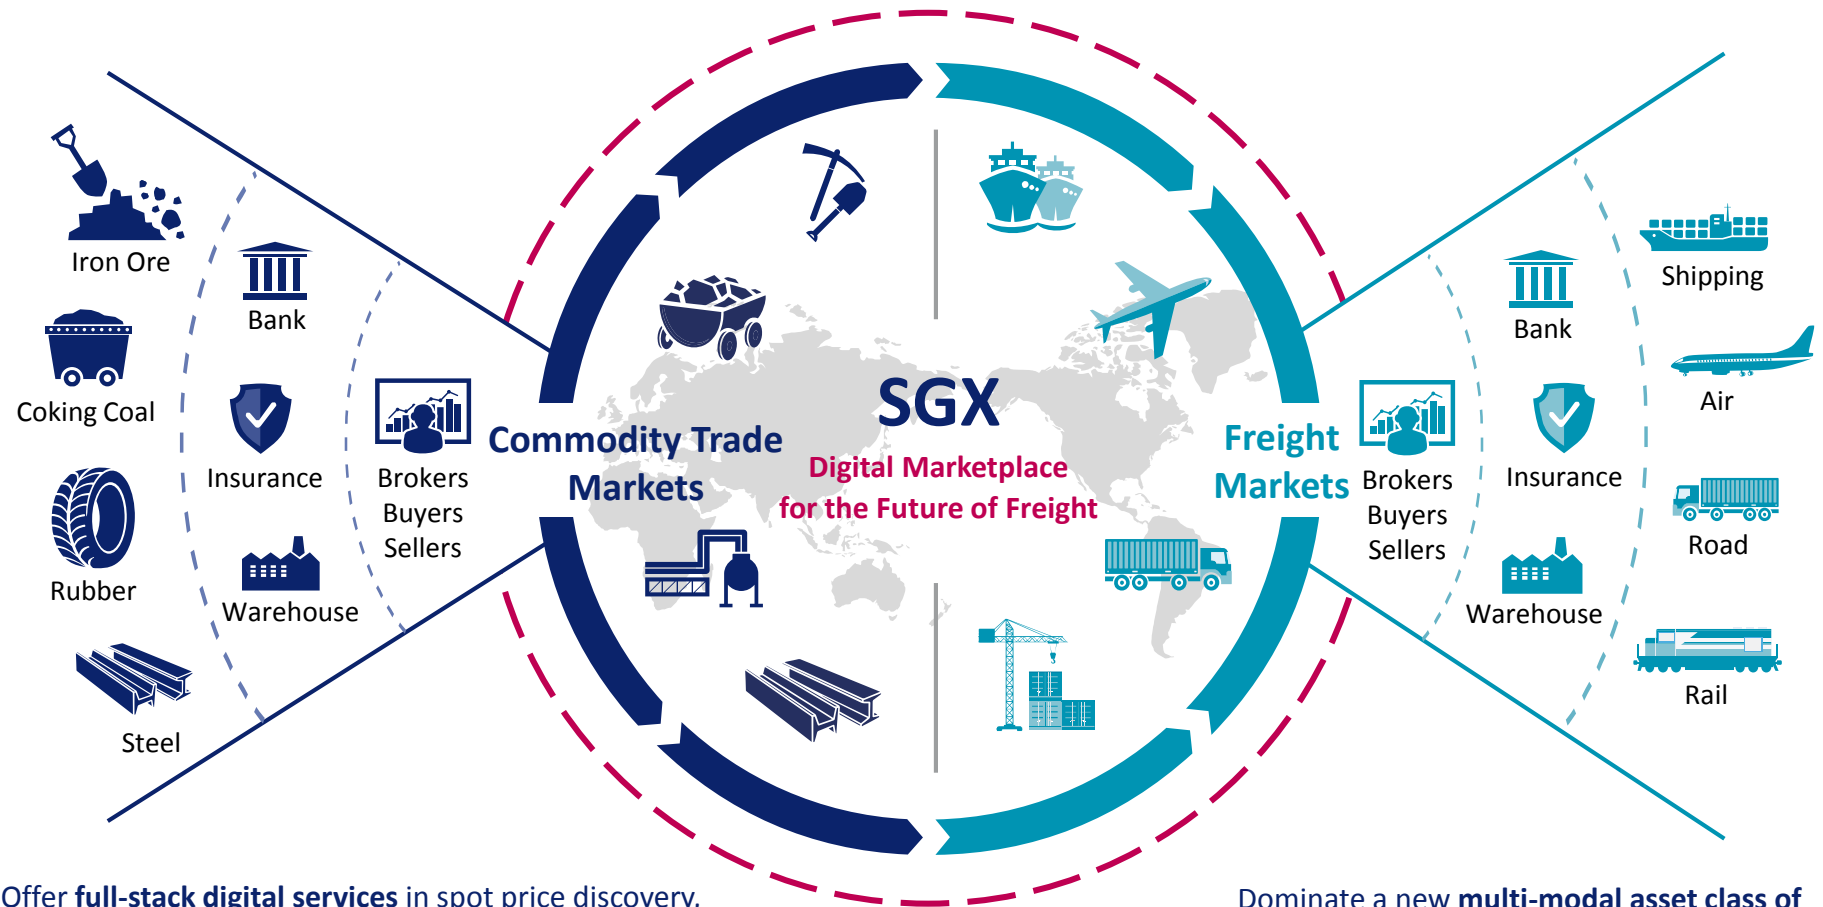 Iron Ore
Coking Coal
Rubber
Steel
Bank
Insurance
Warehouse
Brokers
Buyers
Sellers
Commodity Trade
Markets
SGX
Digital Marketplace
for the Future of Freight
Freight
Markets
Brokers
Buyers
Sellers
Bank
Insurance
Warehouse
Shipping
Air
Road
Rail
Offer full-stack digital services in spot price discovery,
Dominate a new multi-modal asset class of